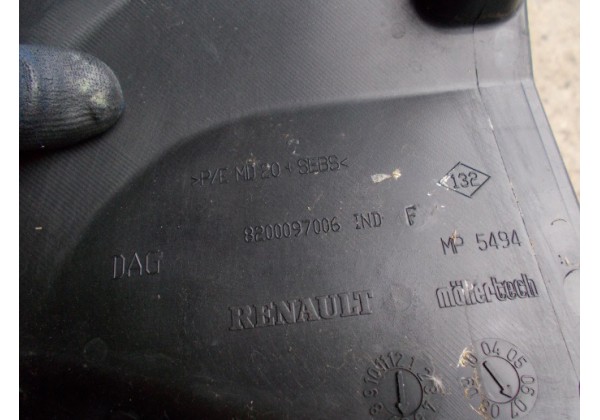 >P/E MD20+SEBS<
132
8200097006 IND F
MP 5494
DAG
RENAULT
möller-tech